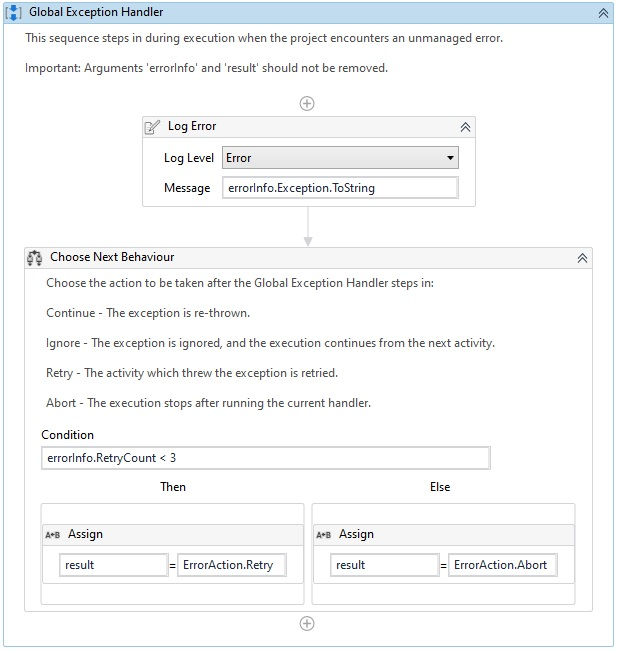 Global Exception Handler
This sequence steps in during execution when the project encounters an unmanaged error.
Important: Arguments 'errorInfo' and 'result' should not be removed.
Log Error
Log Level Error
Message errorInfo.Exception.ToString
Choose Next Behaviour
Choose the action to be taken after the Global Exception Handler steps in:
Continue - The exception is re-thrown.
Ignore - The exception is ignored, and the execution continues from the next activity.
Retry - The activity which threw the exception is retried.
Abort - The execution stops after running the current handler.
Condition
errorInfo.RetryCount < 3
Then Else
A*B Assign A*B Assign
result = ErrorAction.Retry result = ErrorAction.Abort